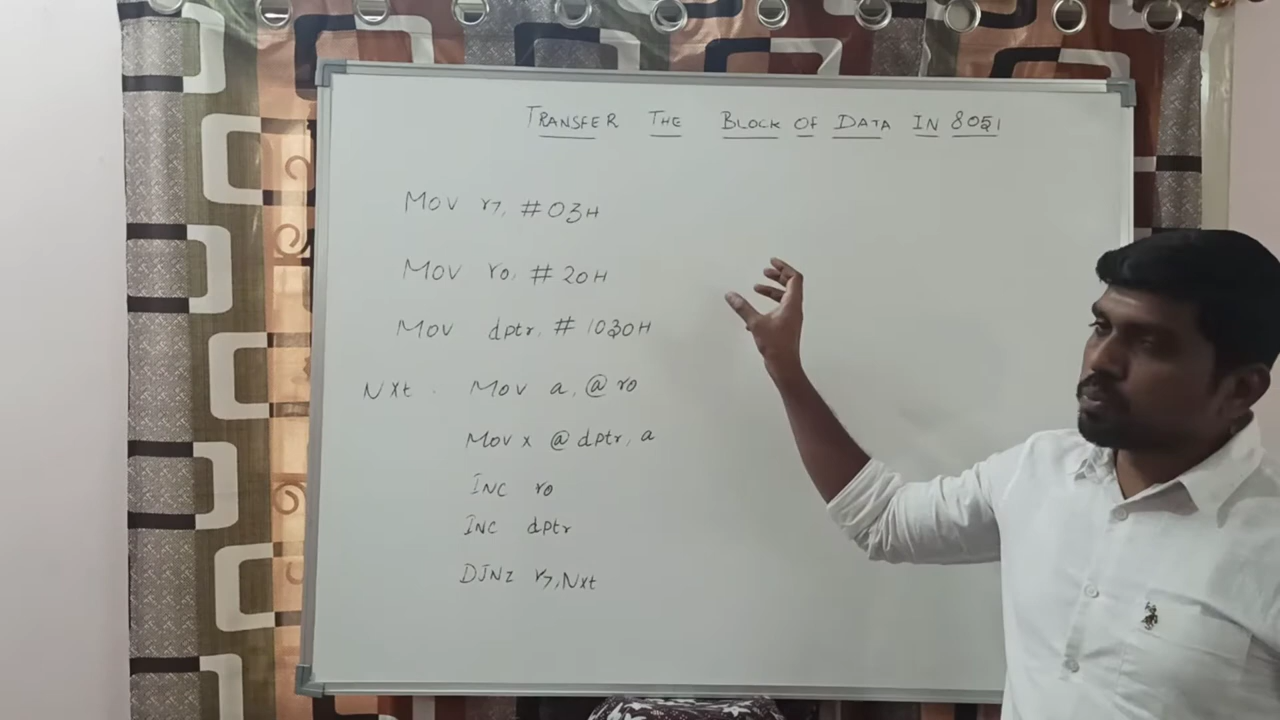 TRANSFER THE BLOCK OF DATA IN 8051
MOV r7, #03H
MOV r0, #20H
MOV dptr, #1030H
Nxt. MOV a, @r0
MOVx @dptr, a
INC r0
INC dptr
DJNZ r7, Nxt